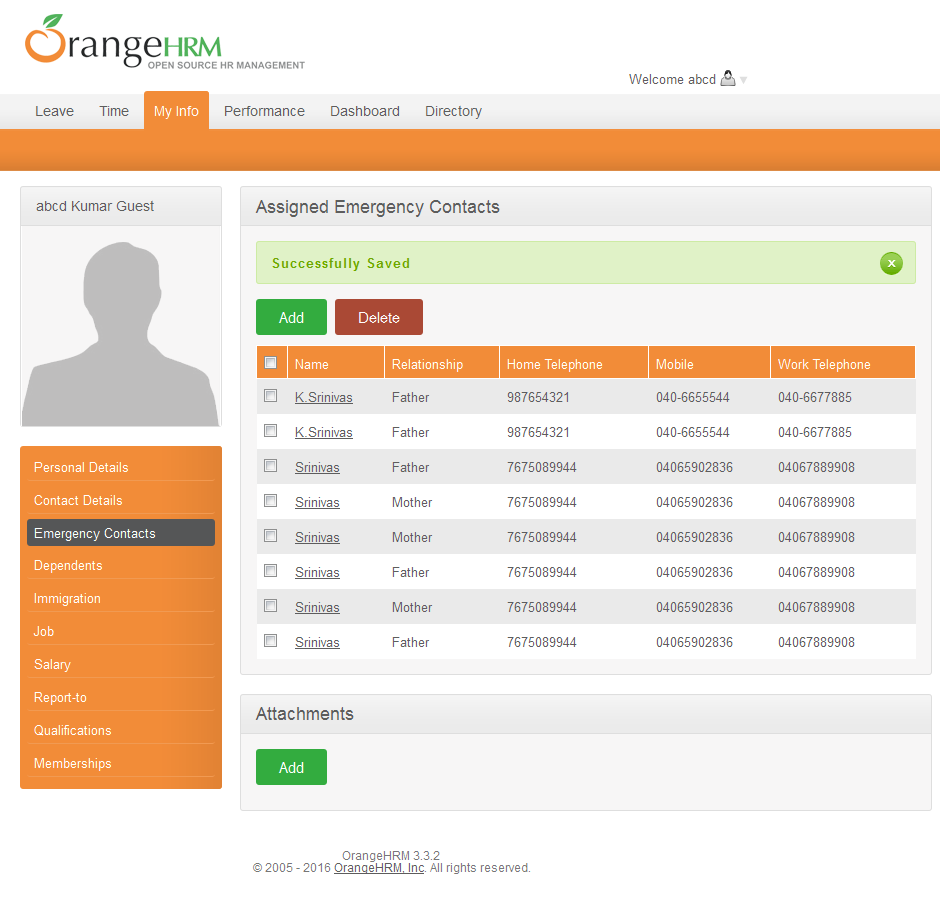 OrangeHRM
OPEN SOURCE HR MANAGEMENT
Welcome abcd
Leave Time My Info Performance Dashboard Directory
abcd Kumar Guest
Personal Details
Contact Details
Emergency Contacts
Dependents
Immigration
Job
Salary
Report-to
Qualifications
Memberships
Assigned Emergency Contacts
Successfully Saved
Add Delete
Name Relationship Home Telephone Mobile Work Telephone
K.Srinivas Father 987654321 040-6655544 040-6677885
K.Srinivas Father 987654321 040-6655544 040-6677885
Srinivas Father 7675089944 04065902836 04067889908
Srinivas Mother 7675089944 04065902836 04067889908
Srinivas Mother 7675089944 04065902836 04067889908
Srinivas Father 7675089944 04065902836 04067889908
Srinivas Mother 7675089944 04065902836 04067889908
Srinivas Father 7675089944 04065902836 04067889908
Attachments
Add
OrangeHRM 3.3.2
© 2005 - 2016 OrangeHRM, Inc. All rights reserved.